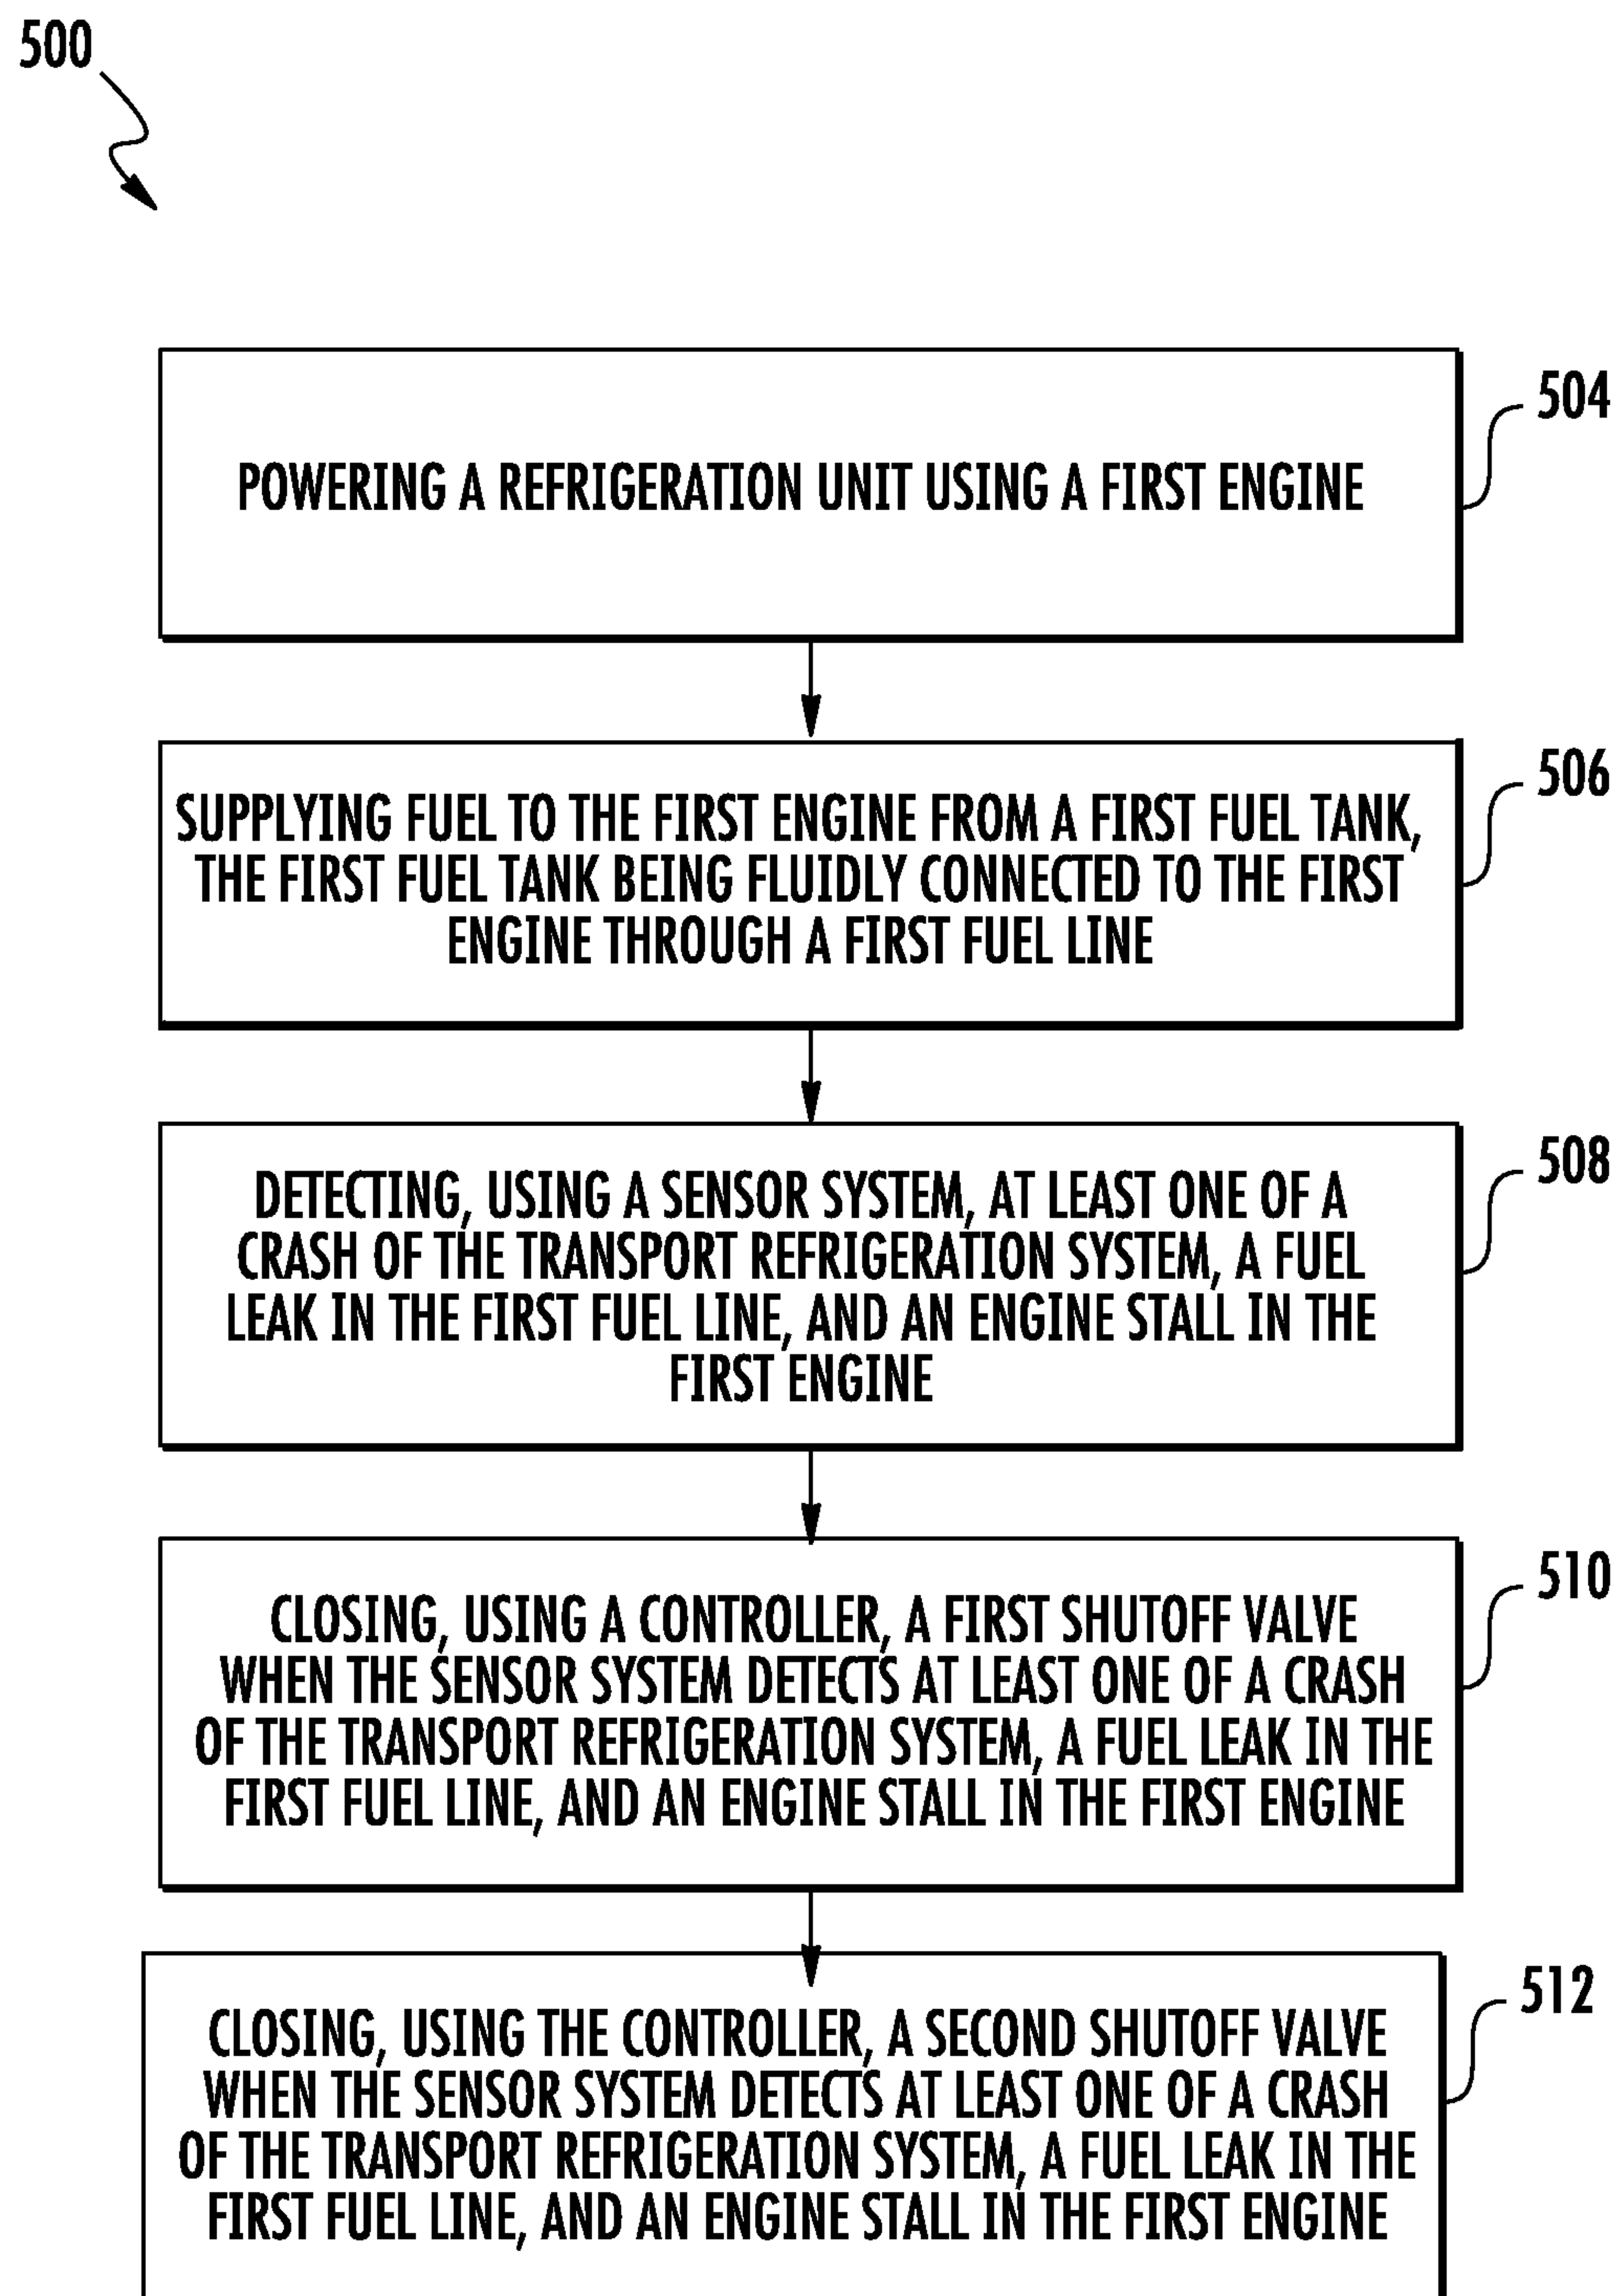 500
504
POWERING A REFRIGERATION UNIT USING A FIRST ENGINE
506
SUPPLYING FUEL TO THE FIRST ENGINE FROM A FIRST FUEL TANK,
THE FIRST FUEL TANK BEING FLUIDLY CONNECTED TO THE FIRST
ENGINE THROUGH A FIRST FUEL LINE
508
DETECTING, USING A SENSOR SYSTEM, AT LEAST ONE OF A
CRASH OF THE TRANSPORT REFRIGERATION SYSTEM, A FUEL
LEAK IN THE FIRST FUEL LINE, AND AN ENGINE STALL IN THE
FIRST ENGINE
510
CLOSING, USING A CONTROLLER, A FIRST SHUTOFF VALVE
WHEN THE SENSOR SYSTEM DETECTS AT LEAST ONE OF A CRASH
OF THE TRANSPORT REFRIGERATION SYSTEM, A FUEL LEAK IN THE
FIRST FUEL LINE, AND AN ENGINE STALL IN THE FIRST ENGINE
512
CLOSING, USING THE CONTROLLER, A SECOND SHUTOFF VALVE
WHEN THE SENSOR SYSTEM DETECTS AT LEAST ONE OF A CRASH
OF THE TRANSPORT REFRIGERATION SYSTEM, A FUEL LEAK IN THE
FIRST FUEL LINE, AND AN ENGINE STALL IN THE FIRST ENGINE